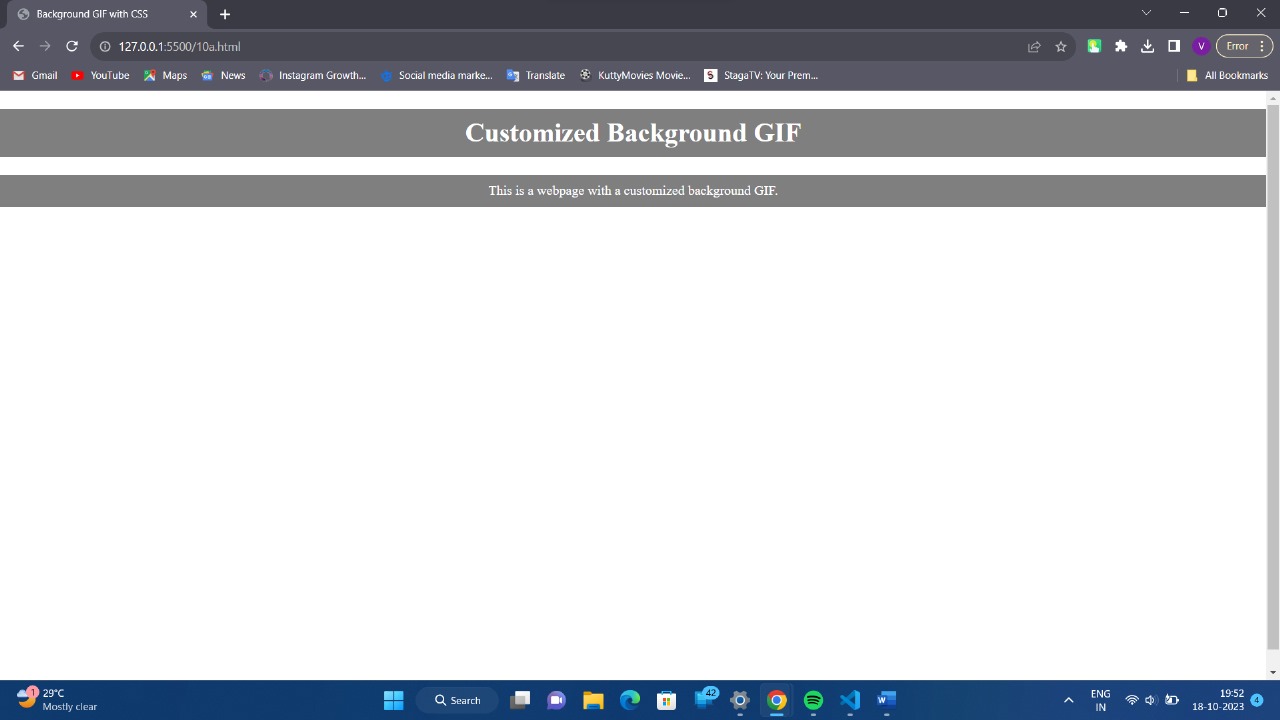 Background GIF with CSS
127.0.0.1:5500/10a.html
V
Error
Gmail
YouTube
Maps
News
Instagram Growth...
Social media marke...
Translate
KuttyMovies Movie...
S
StagaTV: Your Prem...
All Bookmarks
Customized Background GIF
This is a webpage with a customized background GIF.
1
29°C
Mostly clear
Search
42
W
ENG
IN
19:52
18-10-2023
4